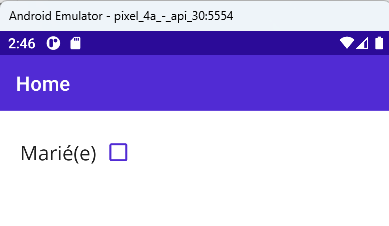 Android Emulator - pixel_4a_-_api_30:5554
2:46
Home
Marié(e)